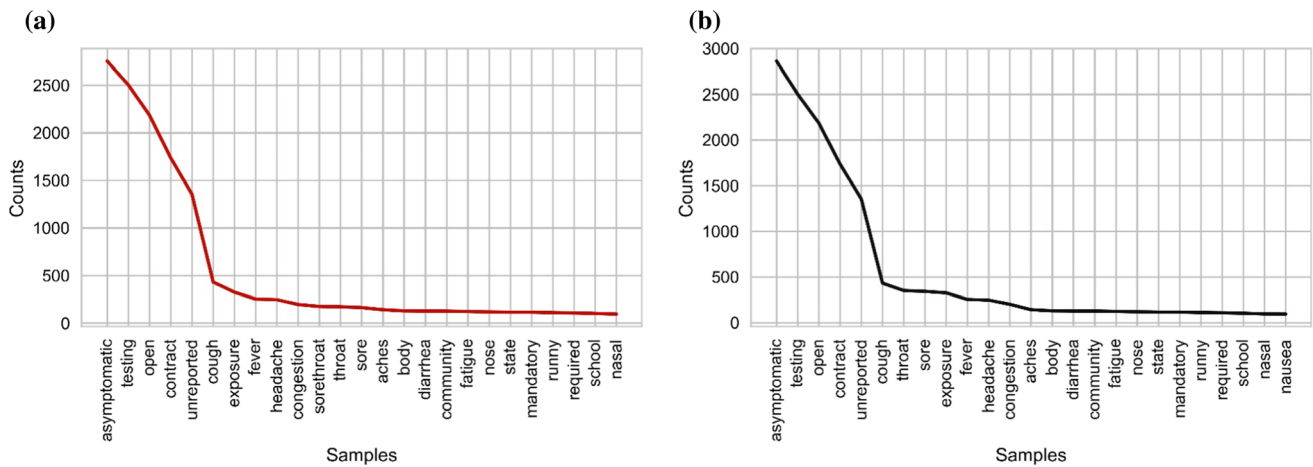 (a)
Counts
2500
2000
1500
1000
500
0
asymptomatic
testing
open
contract
unreported
cough
exposure
fever
headache
congestion
sorethroat
throat
sore
aches
body
diarrhea
community
fatigue
nose
state
mandatory
runny
required
school
nasal
Samples
(b)
Counts
3000
2500
2000
1500
1000
500
0
asymptomatic
testing
open
contract
unreported
cough
throat
sore
exposure
fever
headache
congestion
aches
body
diarrhea
community
fatigue
nose
state
mandatory
runny
required
school
nasal
nausea
Samples